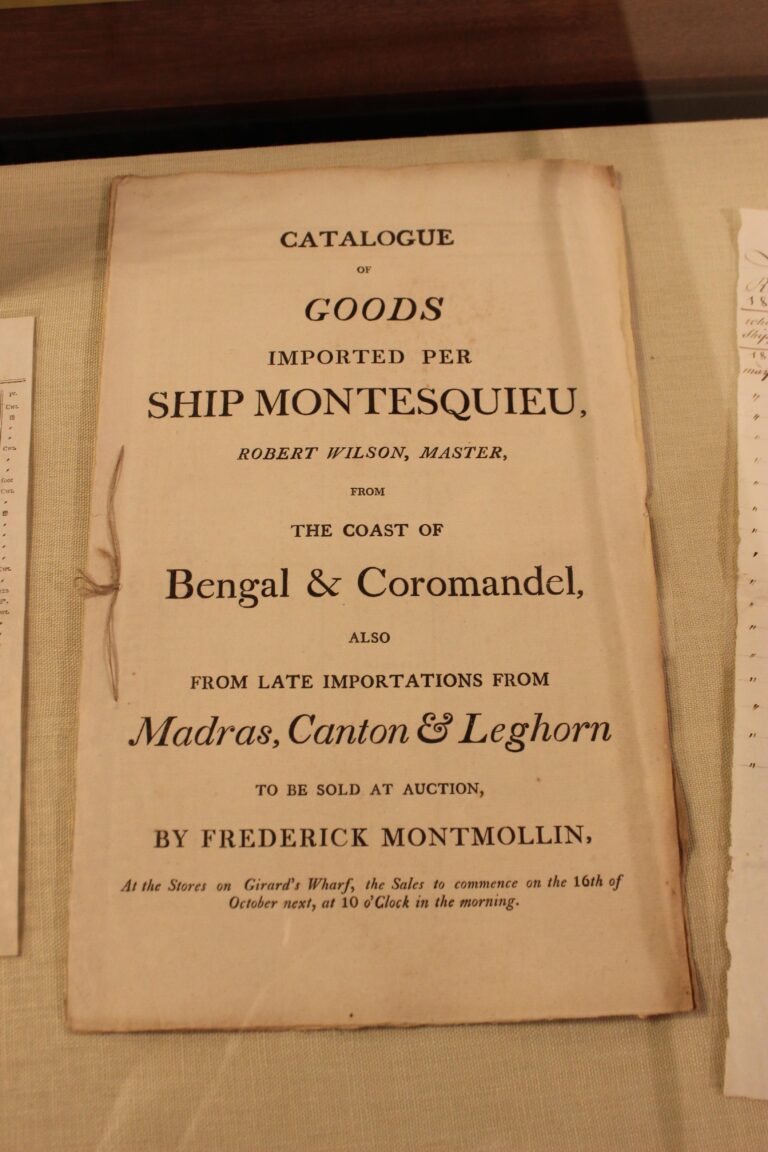 CATALOGUE
OF
GOODS
IMPORTED PER
SHIP MONTESQUIEU,
ROBERT WILSON, MASTER,
FROM
THE COAST OF
Bengal & Coromandel,
ALSO
FROM LATE IMPORTATIONS FROM
Madras, Canton & Leghorn
TO BE SOLD AT AUCTION,
BY FREDERICK MONTMOLLIN,
At the Stores on Girard's Wharf, the Sales to commence on the 16th of
October next, at 10 o'Clock in the morning.